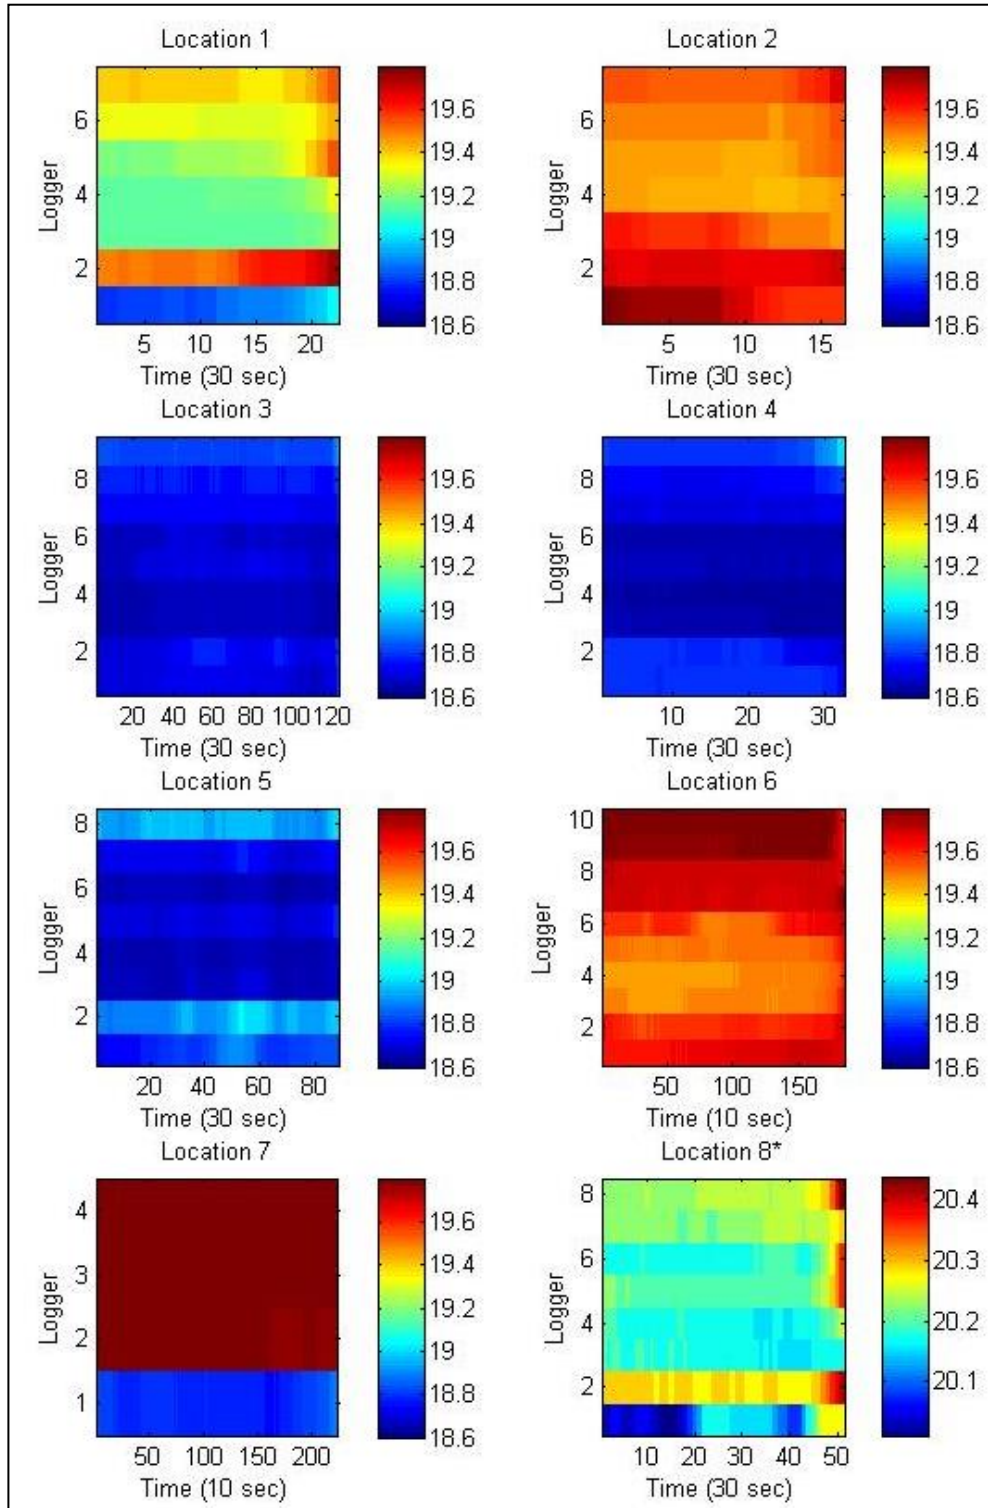 Location 1
19.6
19.4
19.2
19
18.8
18.6
6
4
2
Logger
5 10 15 20
Time (30 sec)
Location 2
19.6
19.4
19.2
19
18.8
18.6
6
4
2
Logger
5 10 15
Time (30 sec)
Location 3
19.6
19.4
19.2
19
18.8
18.6
8
6
4
2
Logger
20 40 60 80 100 120
Time (30 sec)
Location 4
19.6
19.4
19.2
19
18.8
18.6
8
6
4
2
Logger
10 20 30
Time (30 sec)
Location 5
19.6
19.4
19.2
19
18.8
18.6
8
6
4
2
Logger
20 40 60 80
Time (30 sec)
Location 6
19.6
19.4
19.2
19
18.8
18.6
10
8
6
4
2
Logger
50 100 150
Time (10 sec)
Location 7
19.6
19.4
19.2
19
18.8
18.6
4
3
2
1
Logger
50 100 150 200
Time (10 sec)
Location 8*
20.4
20.3
20.2
20.1
8
6
4
2
Logger
10 20 30 40 50
Time (30 sec)